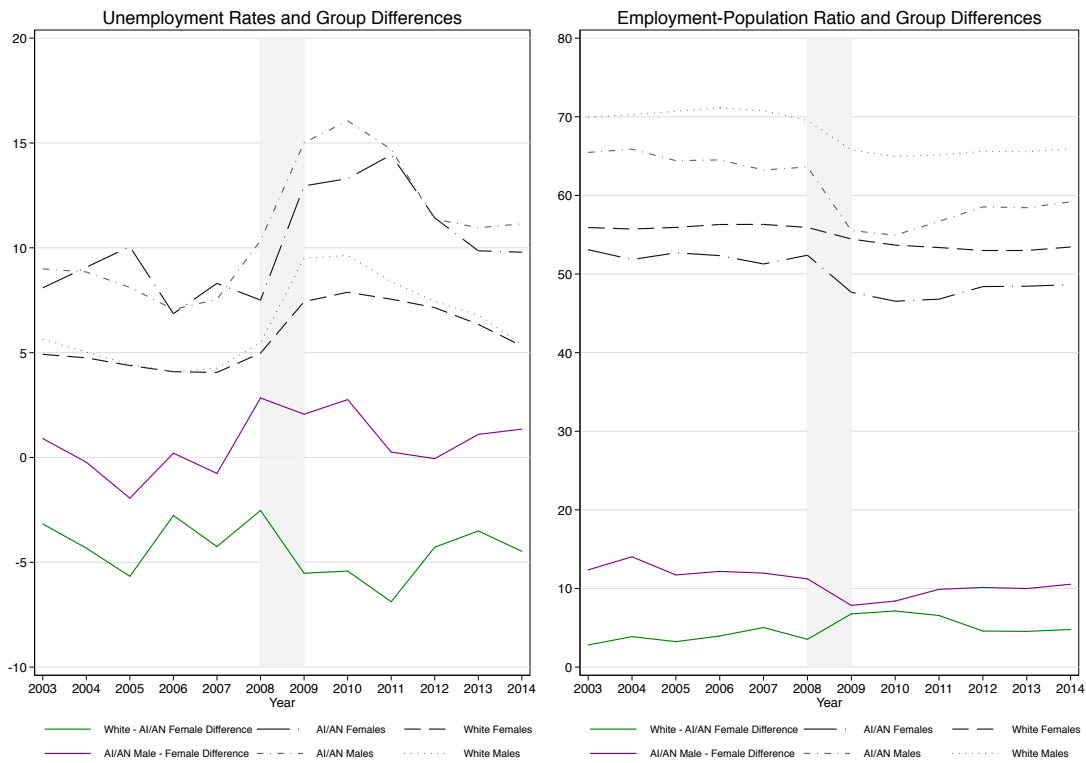 Unemployment Rates and Group Differences
20
15
10
5
0
-5
-10
2003 2004 2005 2006 2007 2008 2009 2010 2011 2012 2013 2014
Year
White - AI/AN Female Difference AI/AN Females White Females
AI/AN Male - Female Difference AI/AN Males White Males
Employment-Population Ratio and Group Differences
80
70
60
50
40
30
20
10
0
2003 2004 2005 2006 2007 2008 2009 2010 2011 2012 2013 2014
Year
White - AI/AN Female Difference AI/AN Females White Females
AI/AN Male - Female Difference AI/AN Males White Males